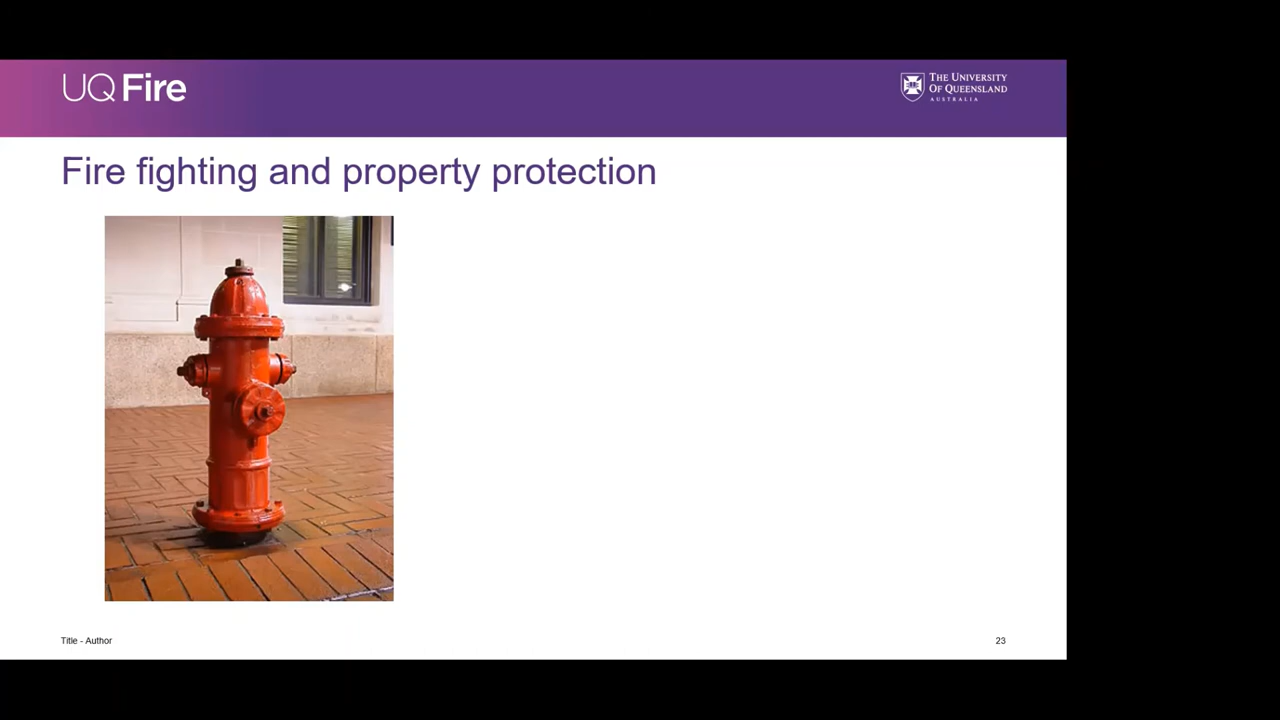 UQ Fire
THE UNIVERSITY
OF QUEENSLAND
AUSTRALIA
Fire fighting and property protection
Title - Author
23